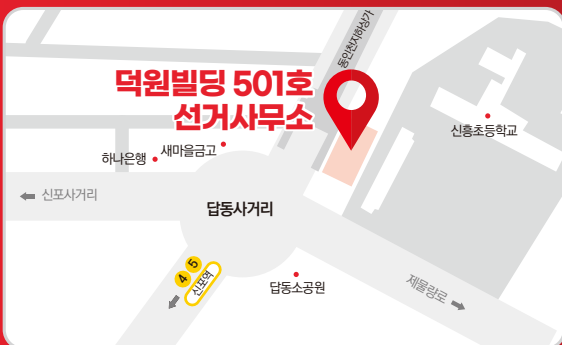 동인천지하상가
덕원빌딩 501호
선거사무소
신흥초등학교
하나은행
새마을금고
신포사거리
답동사거리
4 5
신포역
답동소공원
제물량로